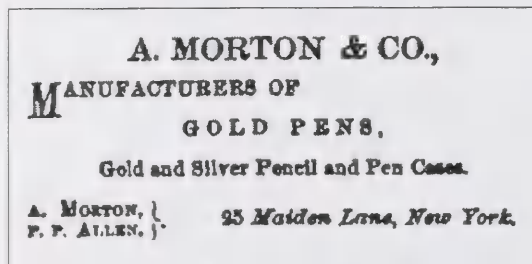 A. MORTON & CO.,
MANUFACTURERS OF
GOLD PENS,
Gold and Silver Pencil and Pen Cases.
A. MORTON, } 25 Maiden Lane, New York.
P. P. ALLEN, }